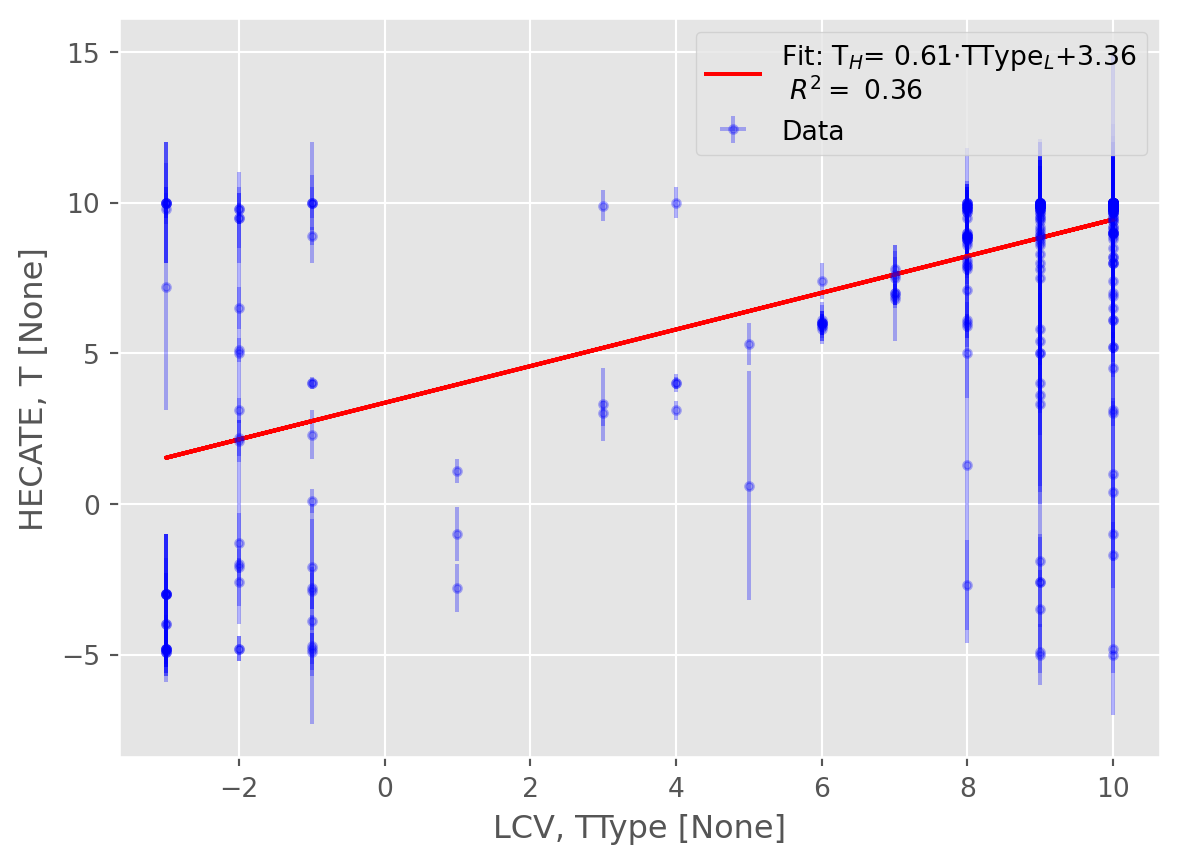 15
10
5
0
−5
−2
0
2
4
6
8
10
HECATE, T [None]
LCV, TType [None]
Fit: T_H= 0.61·TType_L+3.36
R² = 0.36
Data